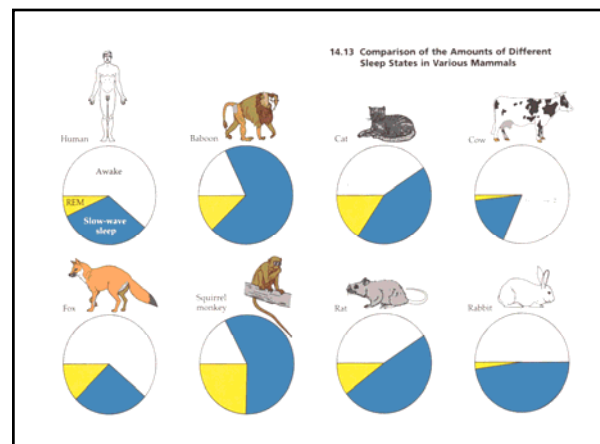 14.13 Comparison of the Amounts of Different
Sleep States in Various Mammals
Human
Baboon
Cat
Cow
Awake
REM
Slow-wave
sleep
Fox
Squirrel
monkey
Rat
Rabbit